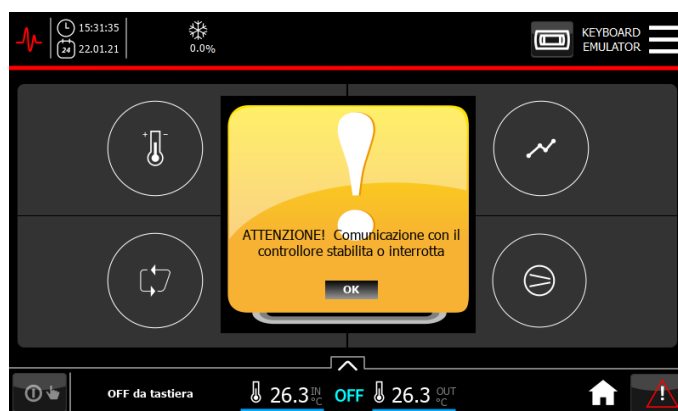 15:31:35
24 22.01.21
0.0%
KEYBOARD
EMULATOR
+ -
ATTENZIONE! Comunicazione con il
controllore stabilita o interrotta
OK
OFF da tastiera
26.3 IN °C OFF 26.3 OUT °C